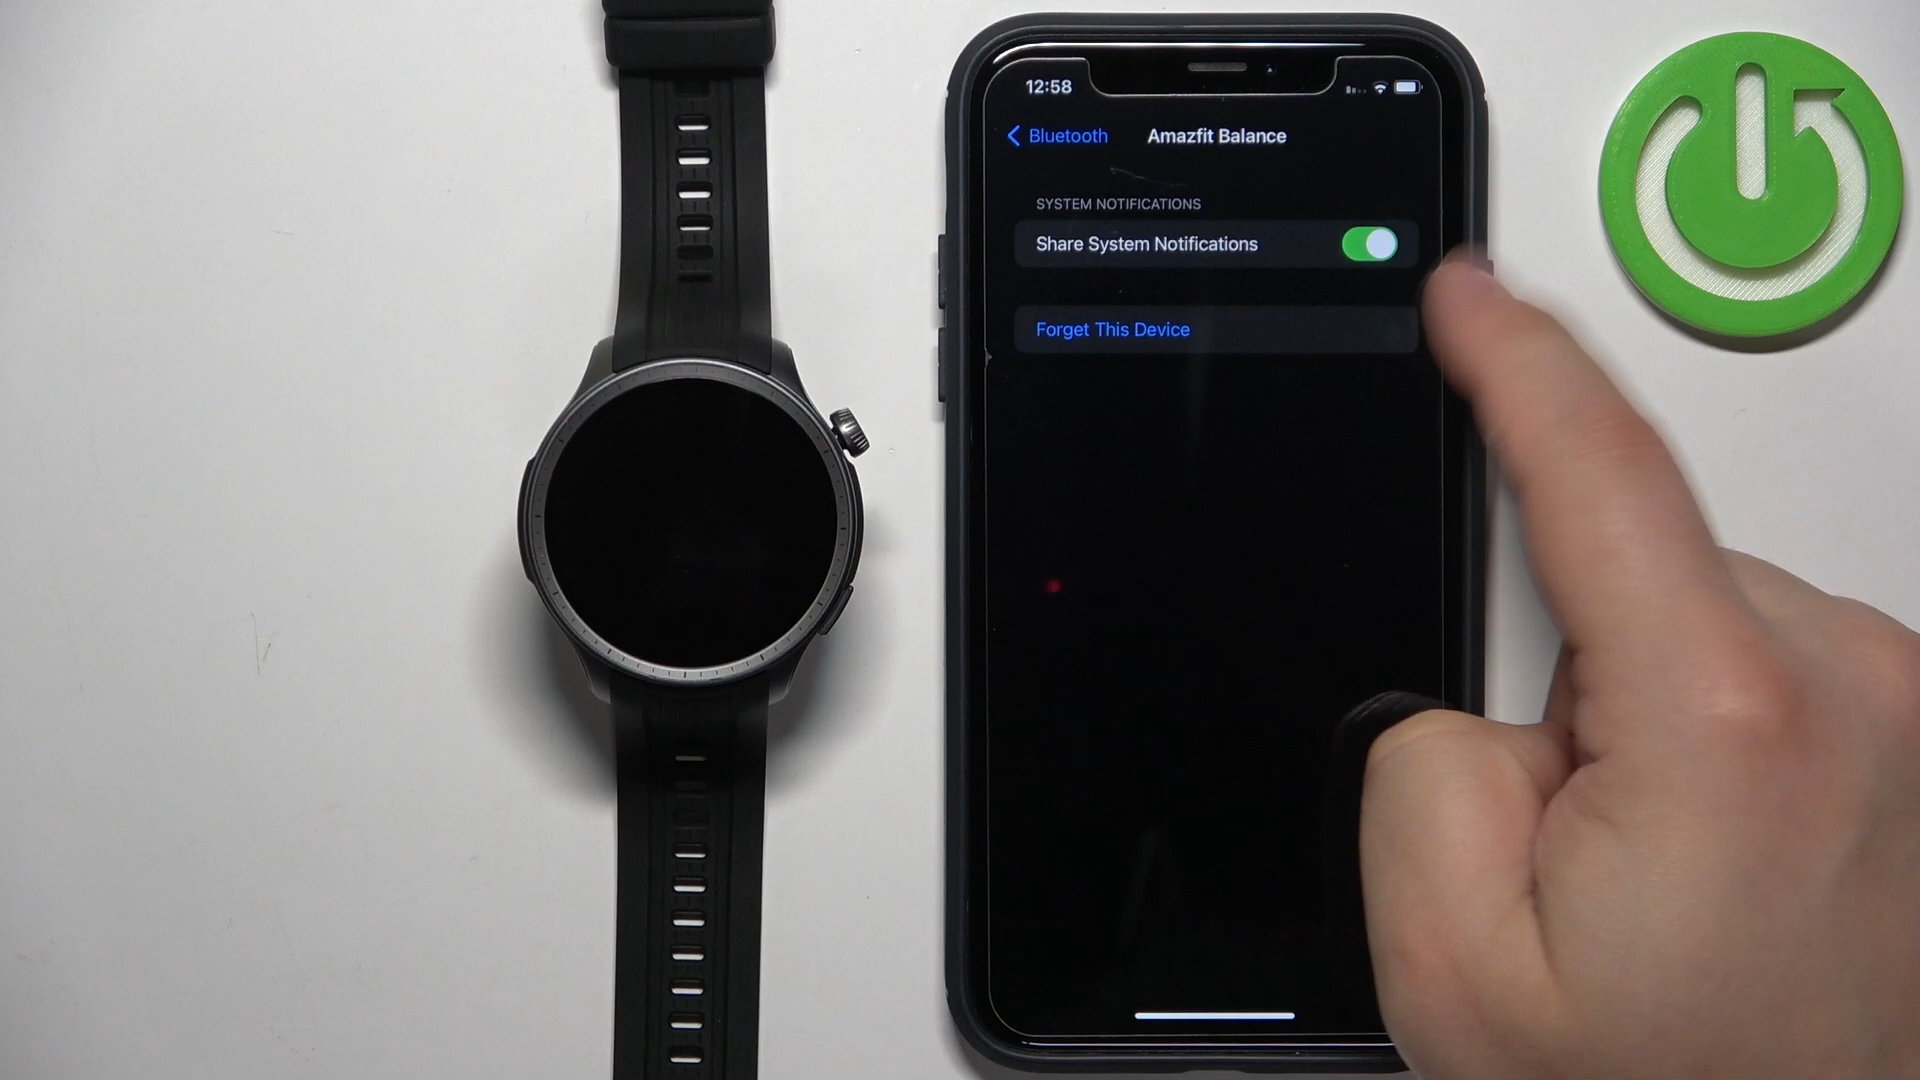 12:58
Bluetooth
Amazfit Balance
SYSTEM NOTIFICATIONS
Share System Notifications
Forget This Device